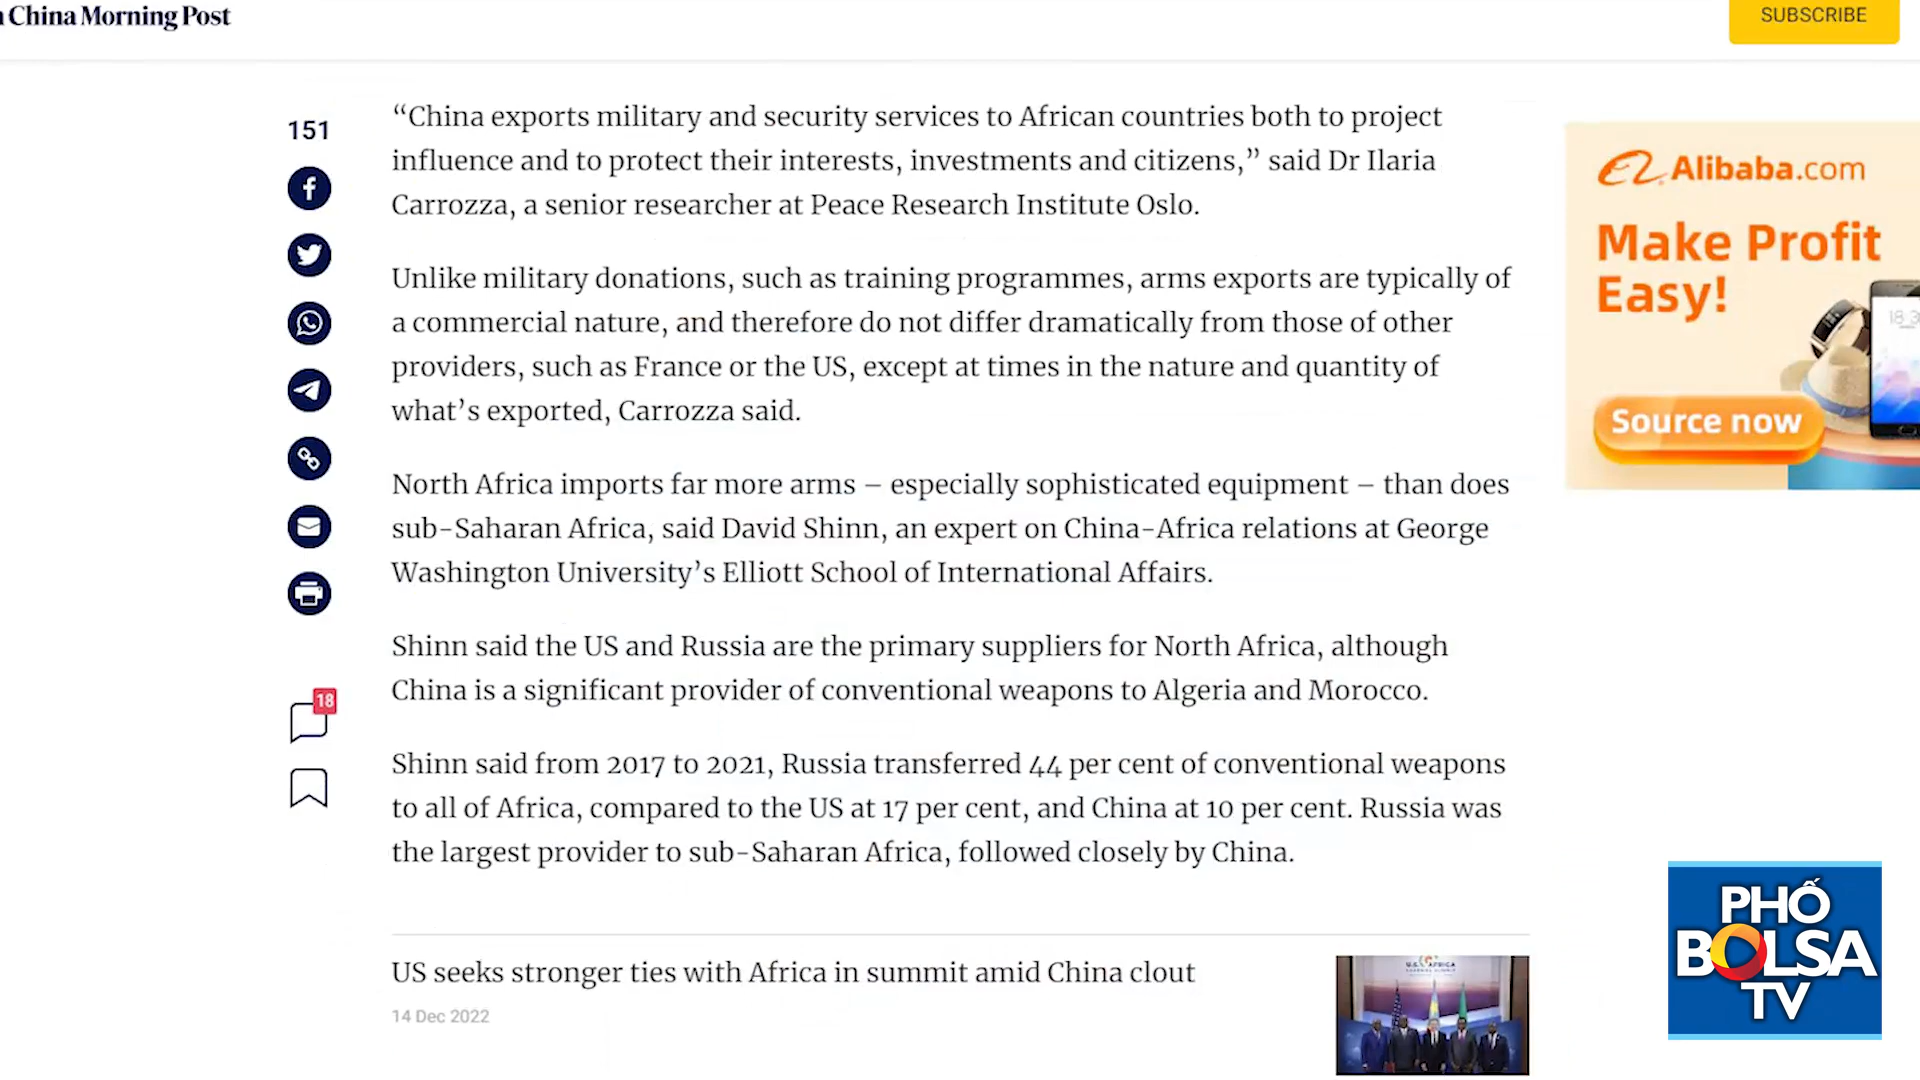 China Morning Post
SUBSCRIBE
151
“China exports military and security services to African countries both to project
influence and to protect their interests, investments and citizens,” said Dr Ilaria
Carrozza, a senior researcher at Peace Research Institute Oslo.
Unlike military donations, such as training programmes, arms exports are typically of
a commercial nature, and therefore do not differ dramatically from those of other
providers, such as France or the US, except at times in the nature and quantity of
what’s exported, Carrozza said.
North Africa imports far more arms – especially sophisticated equipment – than does
sub-Saharan Africa, said David Shinn, an expert on China-Africa relations at George
Washington University’s Elliott School of International Affairs.
Shinn said the US and Russia are the primary suppliers for North Africa, although
China is a significant provider of conventional weapons to Algeria and Morocco.
18
Shinn said from 2017 to 2021, Russia transferred 44 per cent of conventional weapons
to all of Africa, compared to the US at 17 per cent, and China at 10 per cent. Russia was
the largest provider to sub-Saharan Africa, followed closely by China.
US seeks stronger ties with Africa in summit amid China clout
14 Dec 2022
U.S. AFRICA
Alibaba.com
Make Profit
Easy!
Source now
PHỐ
BOLSA
TV